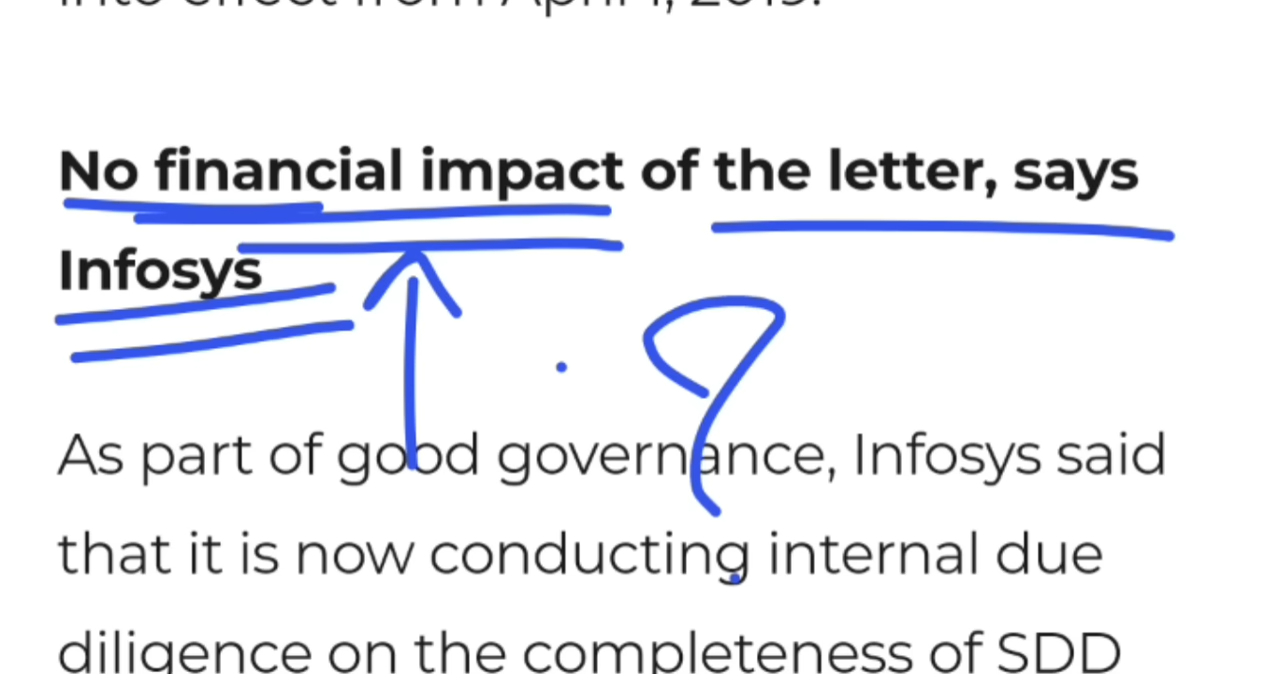 No financial impact of the letter, says
Infosys
As part of good governance, Infosys said
that it is now conducting internal due
diligence on the completeness of SDD